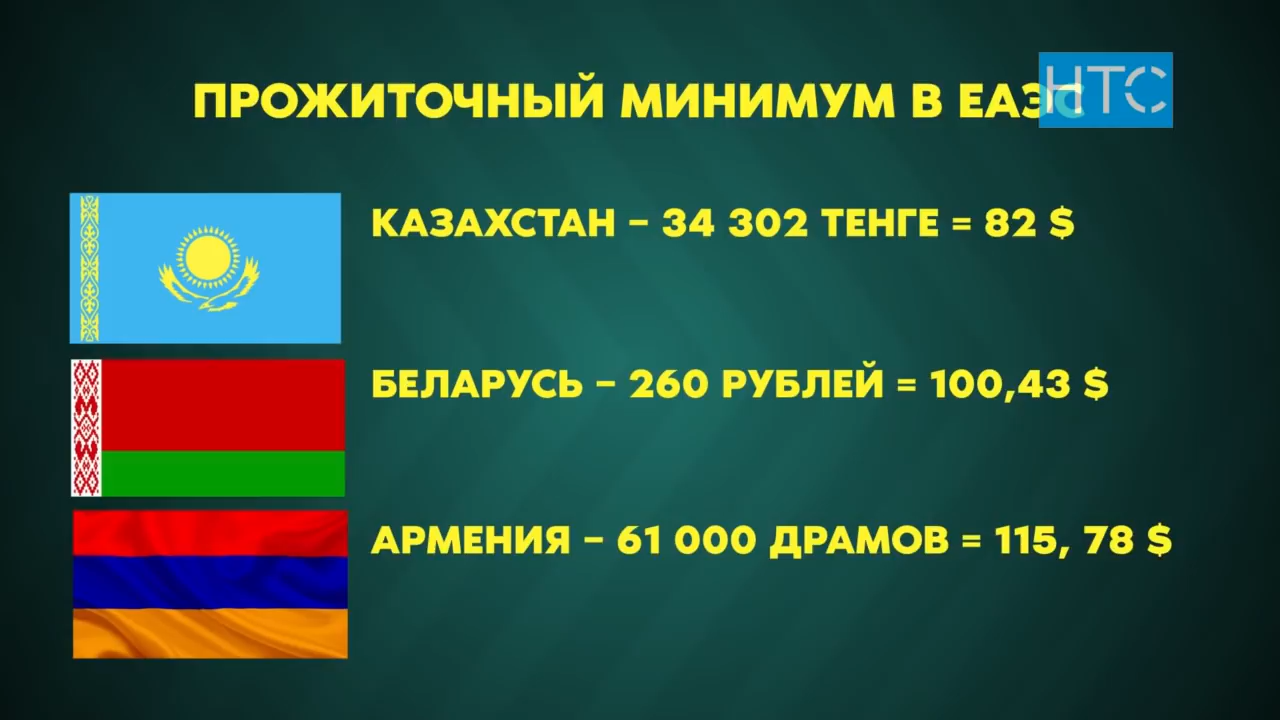 ПРОЖИТОЧНЫЙ МИНИМУМ В ЕАЭС
НТС
КАЗАХСТАН – 34 302 ТЕНГЕ = 82 $
БЕЛАРУСЬ – 260 РУБЛЕЙ = 100,43 $
АРМЕНИЯ – 61 000 ДРАМОВ = 115, 78 $